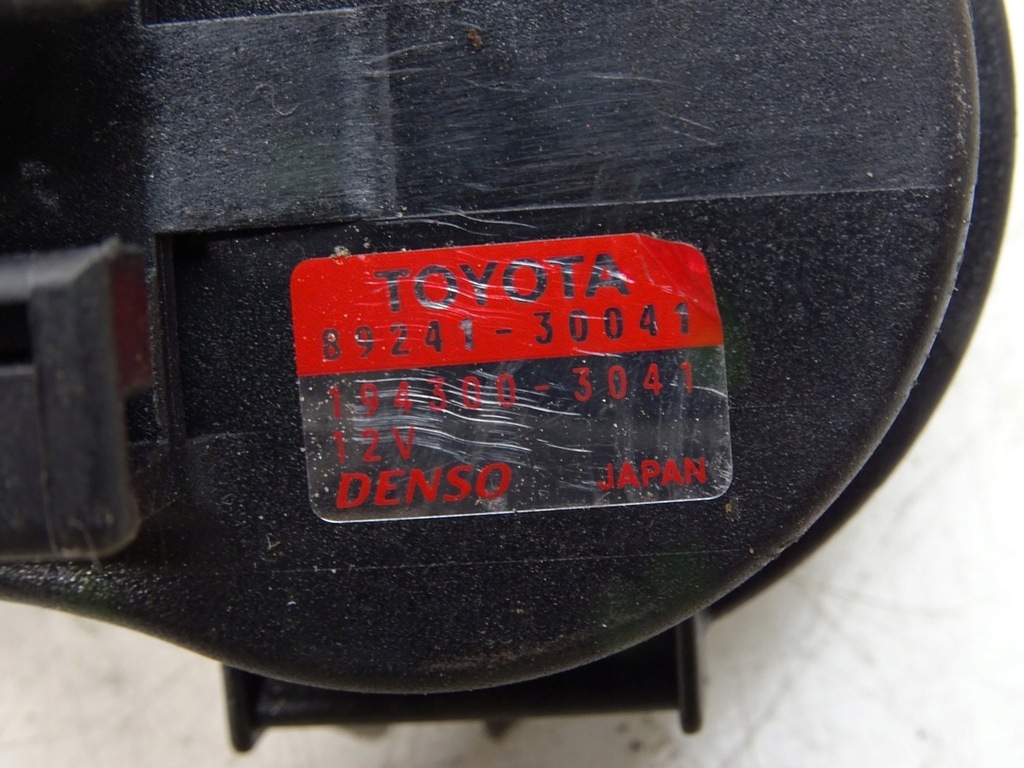 TOYOTA
89241-30041
194300-3041
12V
DENSO JAPAN